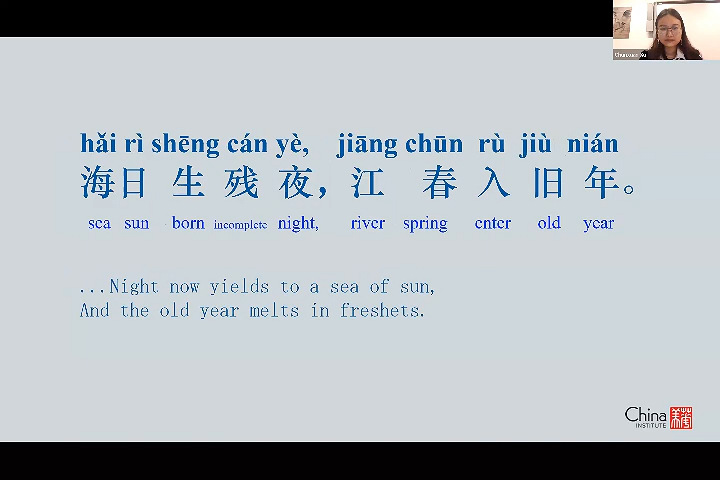 hǎi rì shēng cán yè, jiāng chūn rù jiù nián
海日 生 残 夜, 江 春 入 旧 年。
sea sun born incomplete night, river spring enter old year
...Night now yields to a sea of sun,
And the old year melts in freshets.
China
INSTITUTE